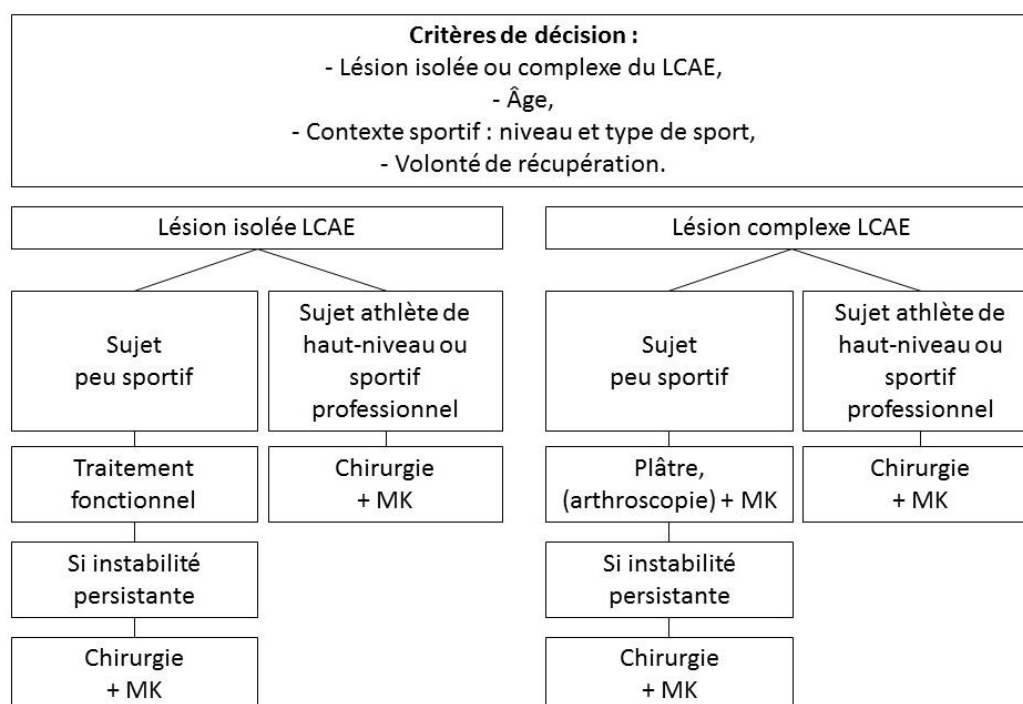 Critères de décision :
- Lésion isolée ou complexe du LCAE,
- Âge,
- Contexte sportif : niveau et type de sport,
- Volonté de récupération.
Lésion isolée LCAE
Lésion complexe LCAE
Sujet
peu sportif
Sujet athlète de
haut-niveau ou
sportif
professionnel
Sujet
peu sportif
Sujet athlète de
haut-niveau ou
sportif
professionnel
Traitement
fonctionnel
Chirurgie
+ MK
Plâtre,
(arthroscopie) + MK
Chirurgie
+ MK
Si instabilité
persistante
Si instabilité
persistante
Chirurgie
+ MK
Chirurgie
+ MK